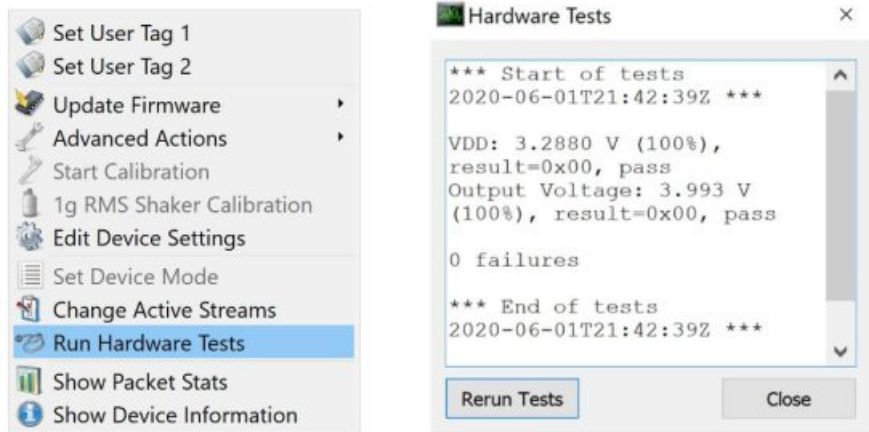 Set User Tag 1
Set User Tag 2
Update Firmware
Advanced Actions
Start Calibration
1g RMS Shaker Calibration
Edit Device Settings
Set Device Mode
Change Active Streams
Run Hardware Tests
Show Packet Stats
Show Device Information
Hardware Tests
*** Start of tests
2020-06-01T21:42:39Z ***
VDD: 3.2880 V (100%),
result=0x00, pass
Output Voltage: 3.993 V
(100%), result=0x00, pass
0 failures
*** End of tests
2020-06-01T21:42:39Z ***
Rerun Tests
Close